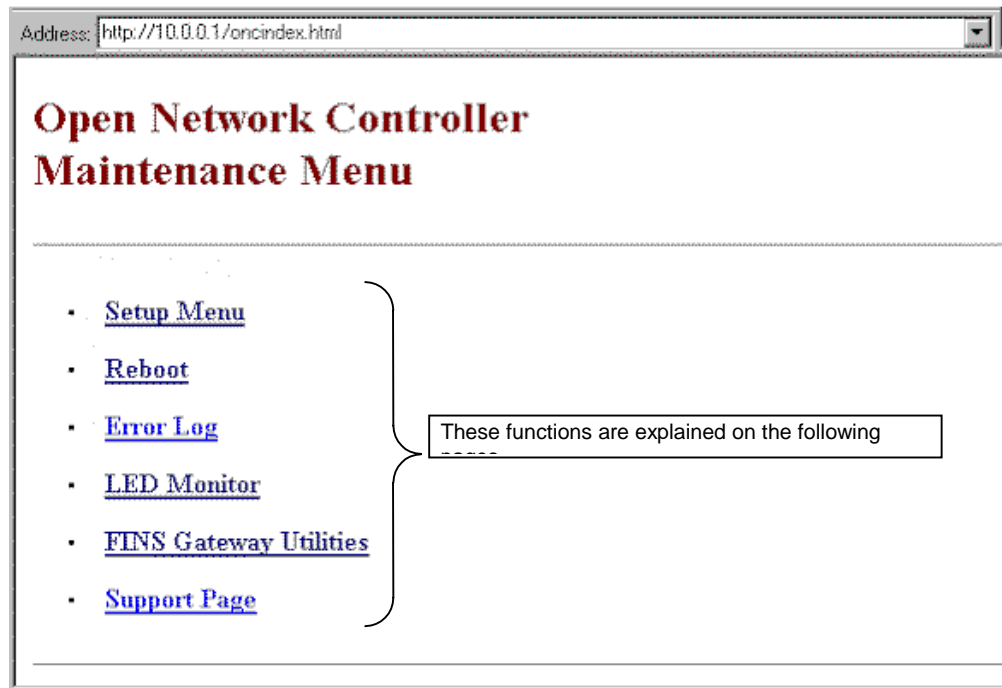 Address: http://10.0.0.1/oncindex.html
Open Network Controller
Maintenance Menu
Setup Menu
Reboot
Error Log
These functions are explained on the following
LED Monitor
FINS Gateway Utilities
Support Page